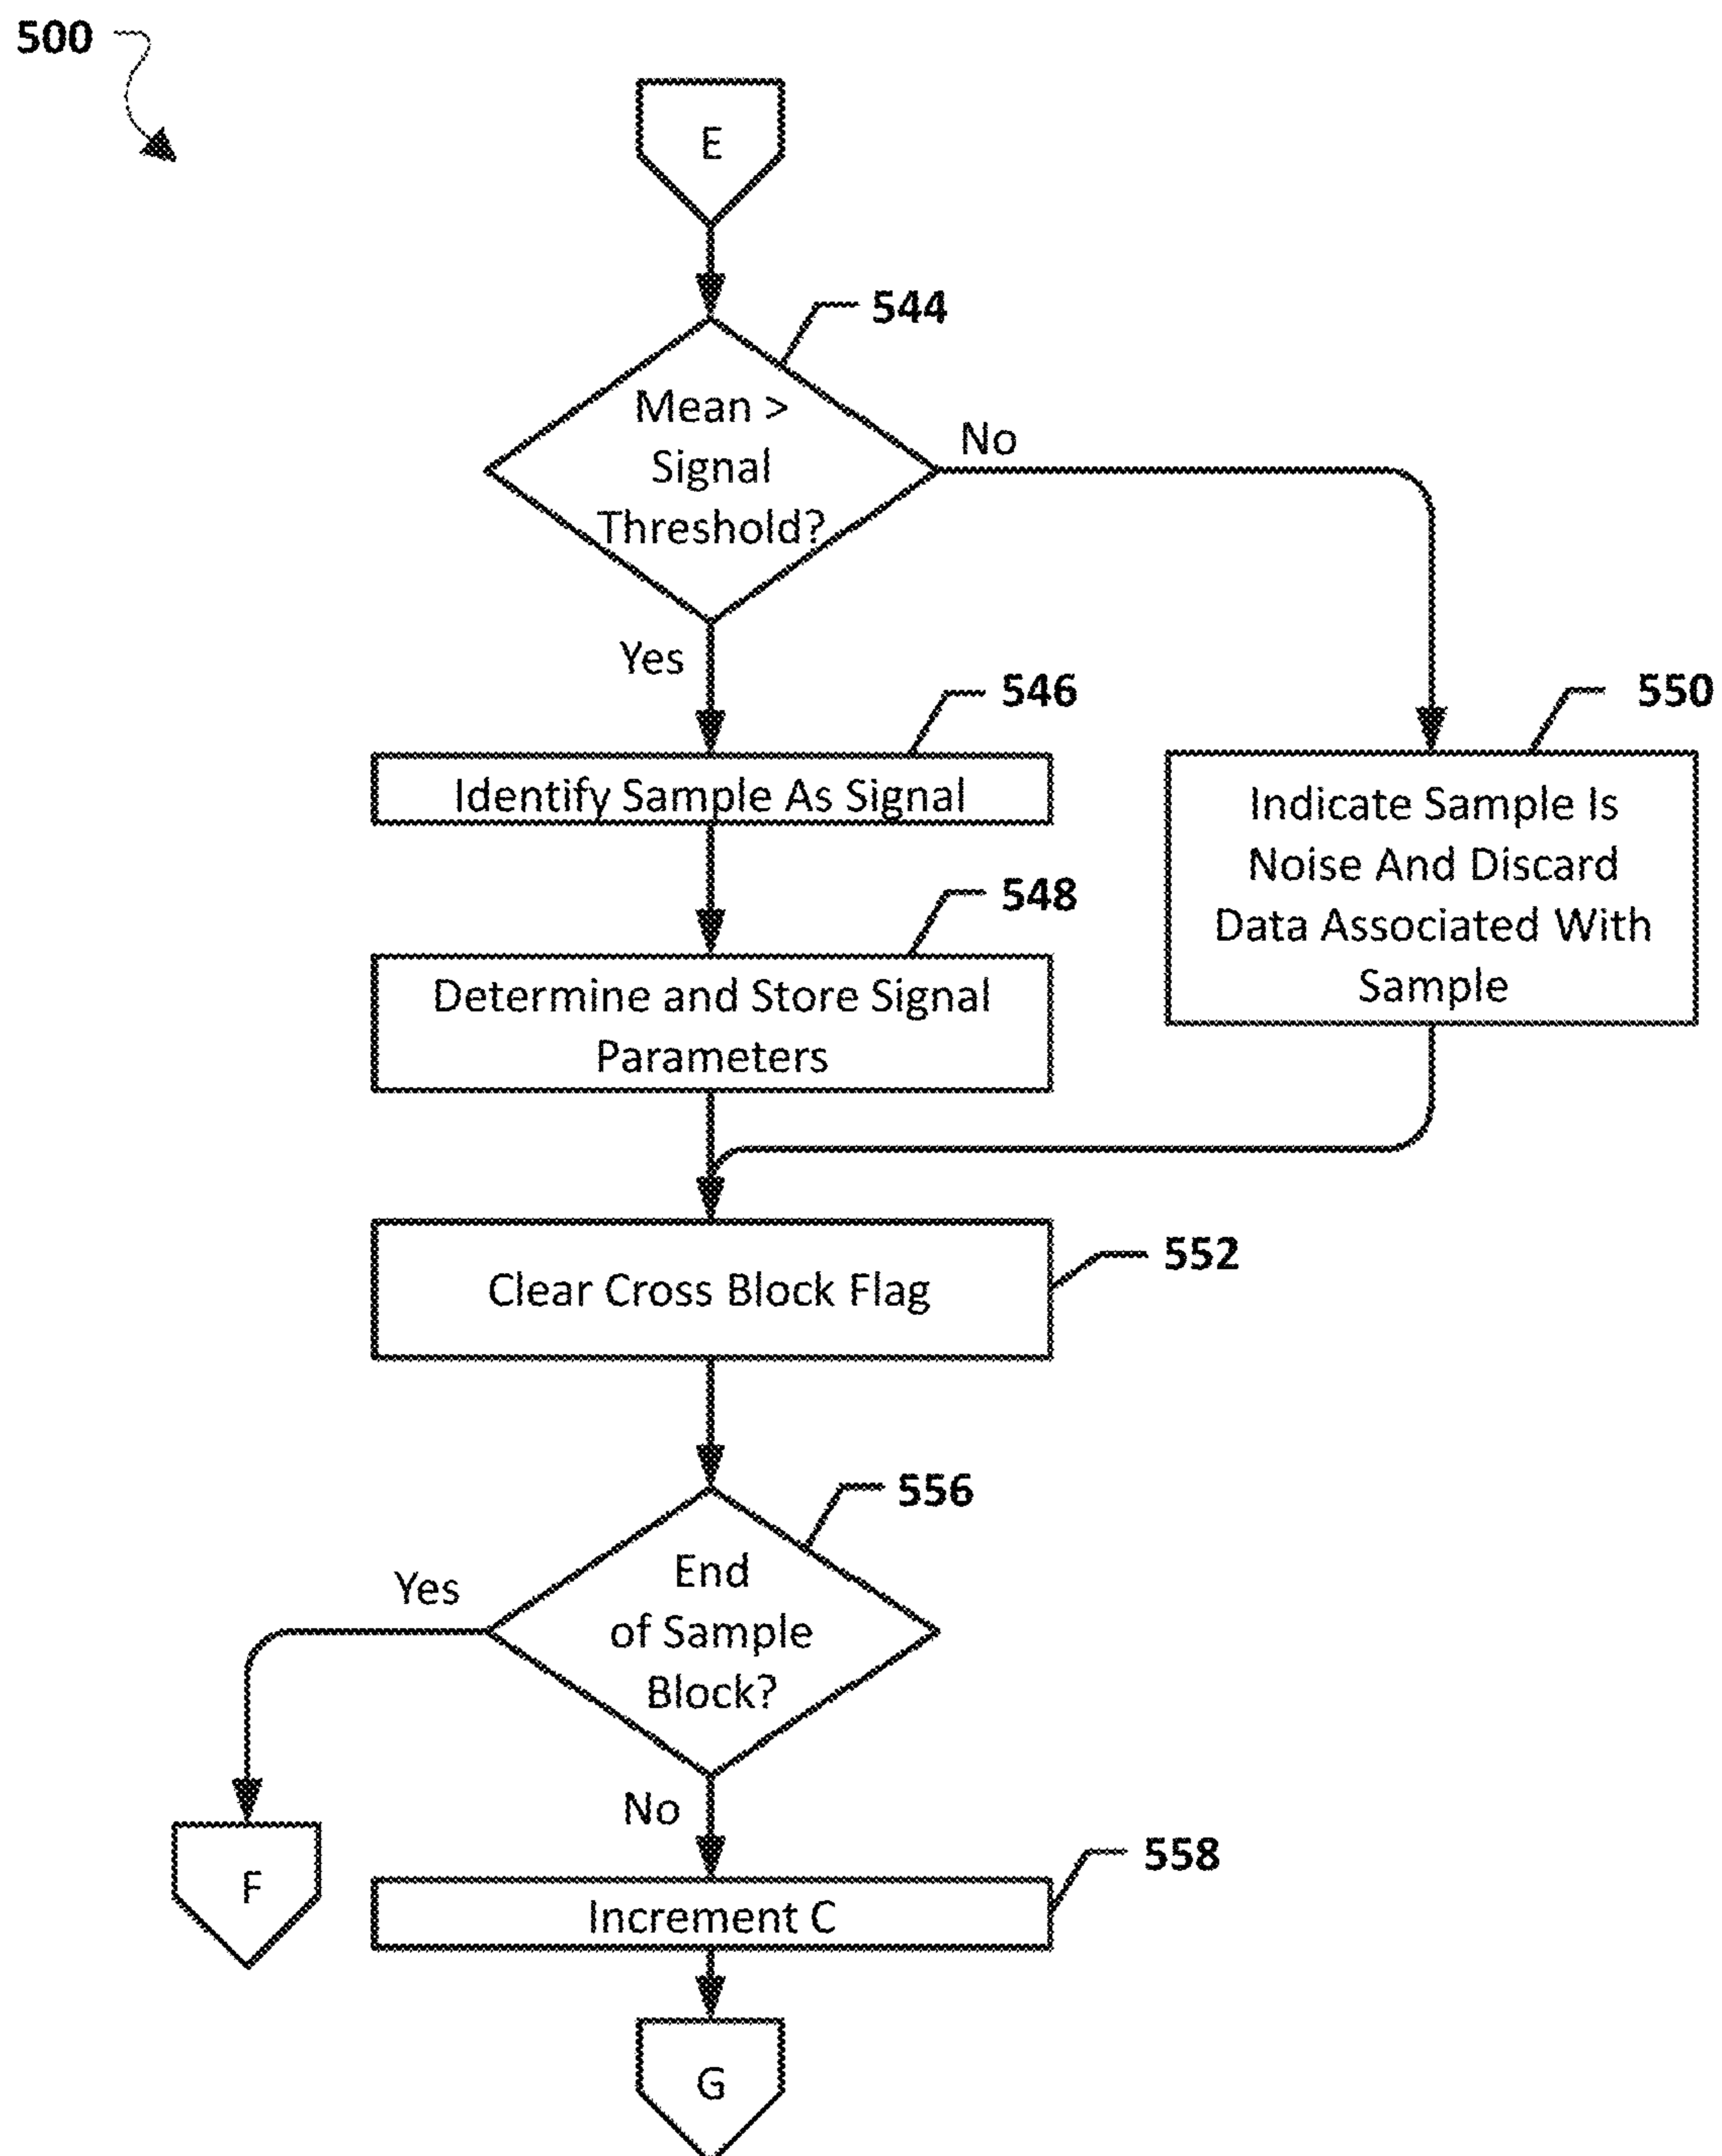 500
E
544
Mean >
Signal
Threshold?
No
Yes
546
Identify Sample As Signal
550
Indicate Sample Is
Noise And Discard
Data Associated With
Sample
548
Determine and Store Signal
Parameters
552
Clear Cross Block Flag
556
End
of Sample
Block?
Yes
No
F
558
Increment C
G